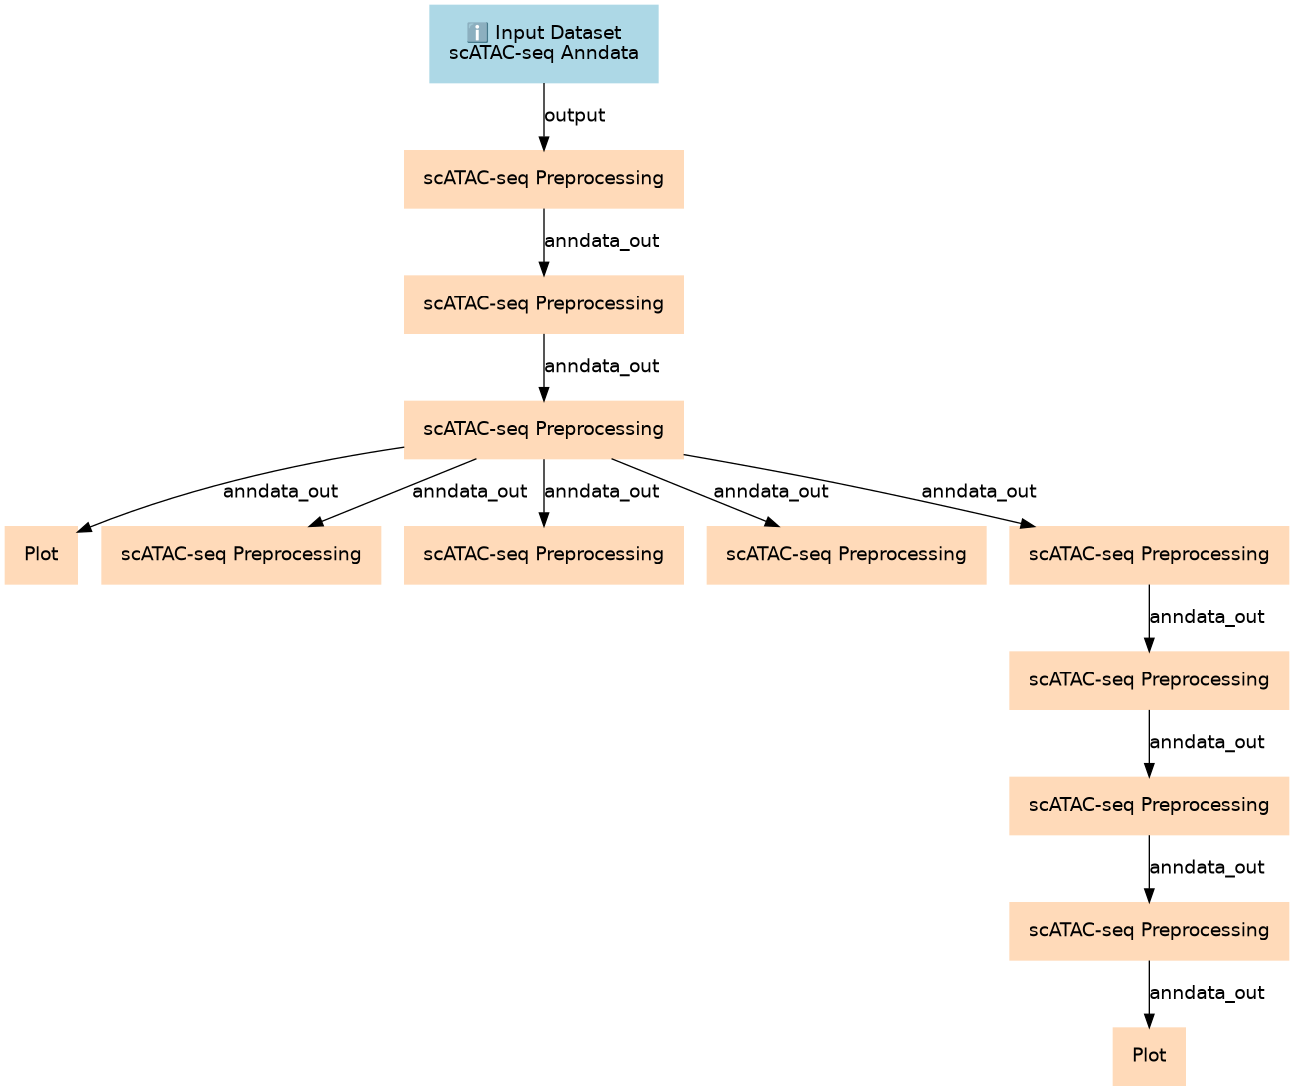 ℹ️ Input Dataset
scATAC-seq Anndata
output
scATAC-seq Preprocessing
anndata_out
scATAC-seq Preprocessing
anndata_out
scATAC-seq Preprocessing
anndata_out
anndata_out
anndata_out
anndata_out
anndata_out
Plot
scATAC-seq Preprocessing
scATAC-seq Preprocessing
scATAC-seq Preprocessing
scATAC-seq Preprocessing
anndata_out
scATAC-seq Preprocessing
anndata_out
scATAC-seq Preprocessing
anndata_out
scATAC-seq Preprocessing
anndata_out
Plot